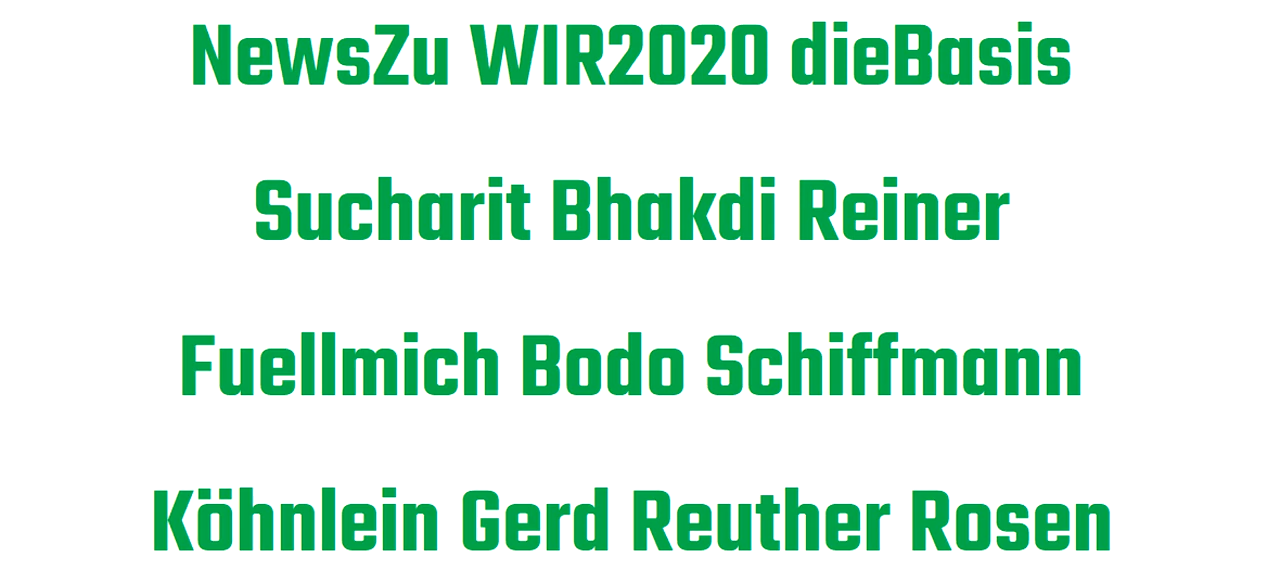 NewsZu WIR2020 dieBasis
Sucharit Bhakdi Reiner
Fuellmich Bodo Schiffmann
Köhnlein Gerd Reuther Rosen